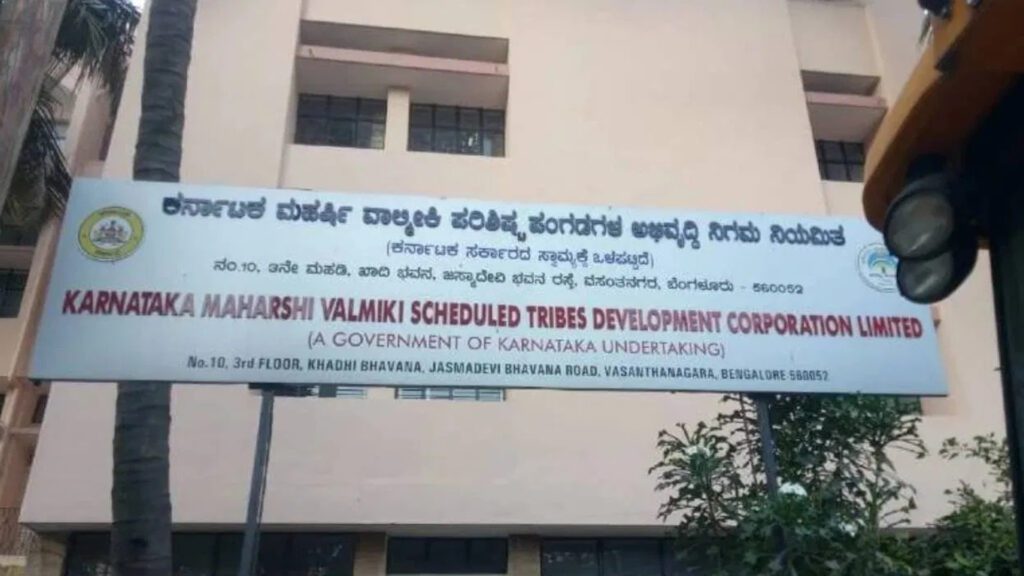 ಕರ್ನಾಟಕ ಮಹರ್ಷಿ ವಾಲ್ಮೀಕಿ ಪರಿಶಿಷ್ಟ ಪಂಗಡಗಳ ಅಭಿವೃದ್ಧಿ ನಿಗಮ ನಿಯಮಿತ
(ಕರ್ನಾಟಕ ಸರ್ಕಾರದ ಸ್ವಾಮ್ಯಕ್ಕೆ ಒಳಪಟ್ಟಿದೆ)
ನಂ.10, 3ನೇ ಮಹಡಿ, ಖಾದಿ ಭವನ, ಜಸ್ಮಾದೇವಿ ಭವನ ರಸ್ತೆ, ವಸಂತನಗರ, ಬೆಂಗಳೂರು - 560052
KARNATAKA MAHARSHI VALMIKI SCHEDULED TRIBES DEVELOPMENT CORPORATION LIMITED
(A GOVERNMENT OF KARNATAKA UNDERTAKING)
No.10, 3rd FLOOR, KHADHI BHAVANA, JASMADEVI BHAVANA ROAD, VASANTHANAGARA, BENGALORE 560052